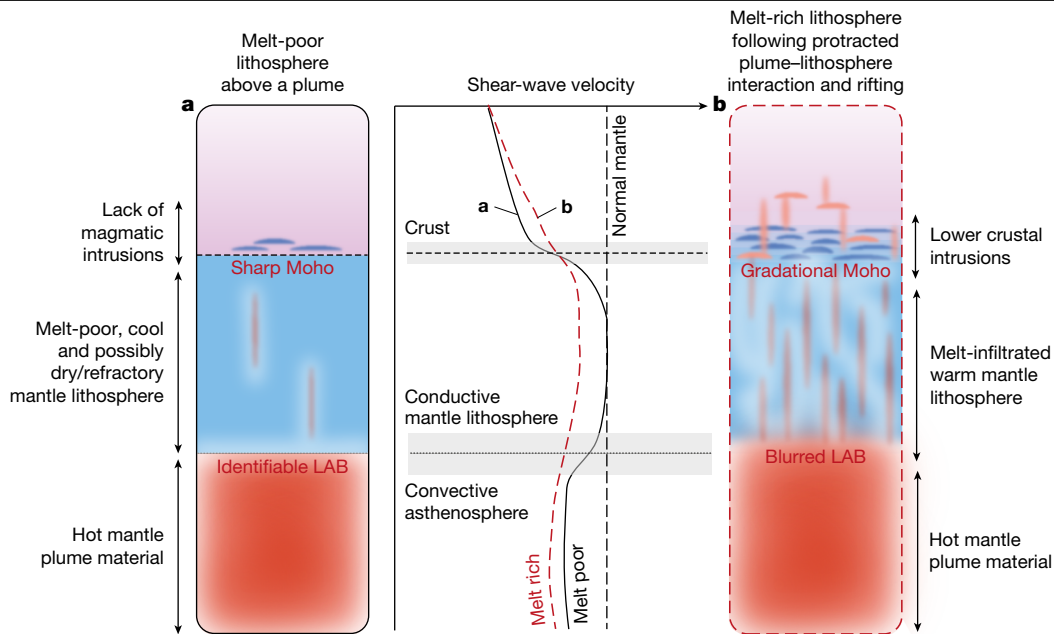 Melt-poor
lithosphere
above a plume
a
Lack of
magmatic
intrusions
Sharp Moho
Melt-poor, cool
and possibly
dry/refractory
mantle lithosphere
Identifiable LAB
Hot mantle
plume material
Shear-wave velocity
Normal mantle
a
b
Crust
Conductive
mantle lithosphere
Convective
asthenosphere
Melt rich
Melt poor
Melt-rich lithosphere
following protracted
plume–lithosphere
interaction and rifting
b
Lower crustal
intrusions
Gradational Moho
Melt-infiltrated
warm mantle
lithosphere
Blurred LAB
Hot mantle
plume material